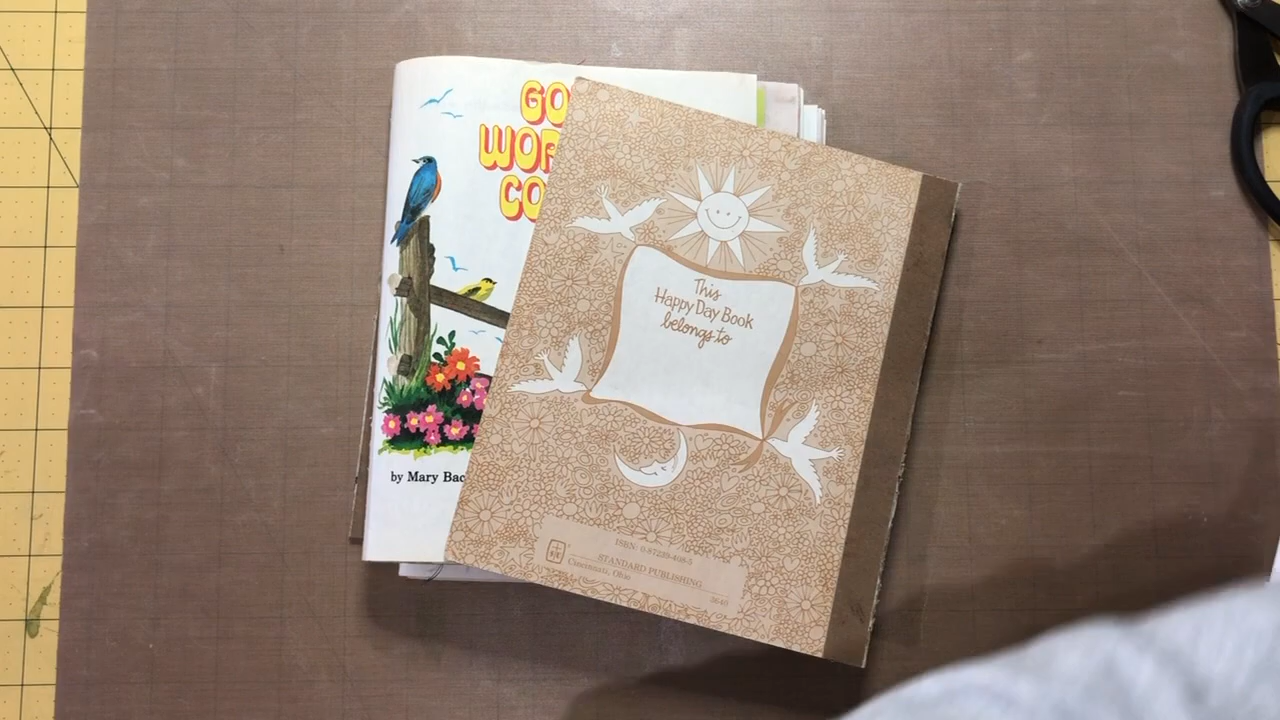 GO
WOR
CO
by Mary Bac
This
Happy Day Book
belongs to
STANDARD PUBLISHING
Cincinnati, Ohio